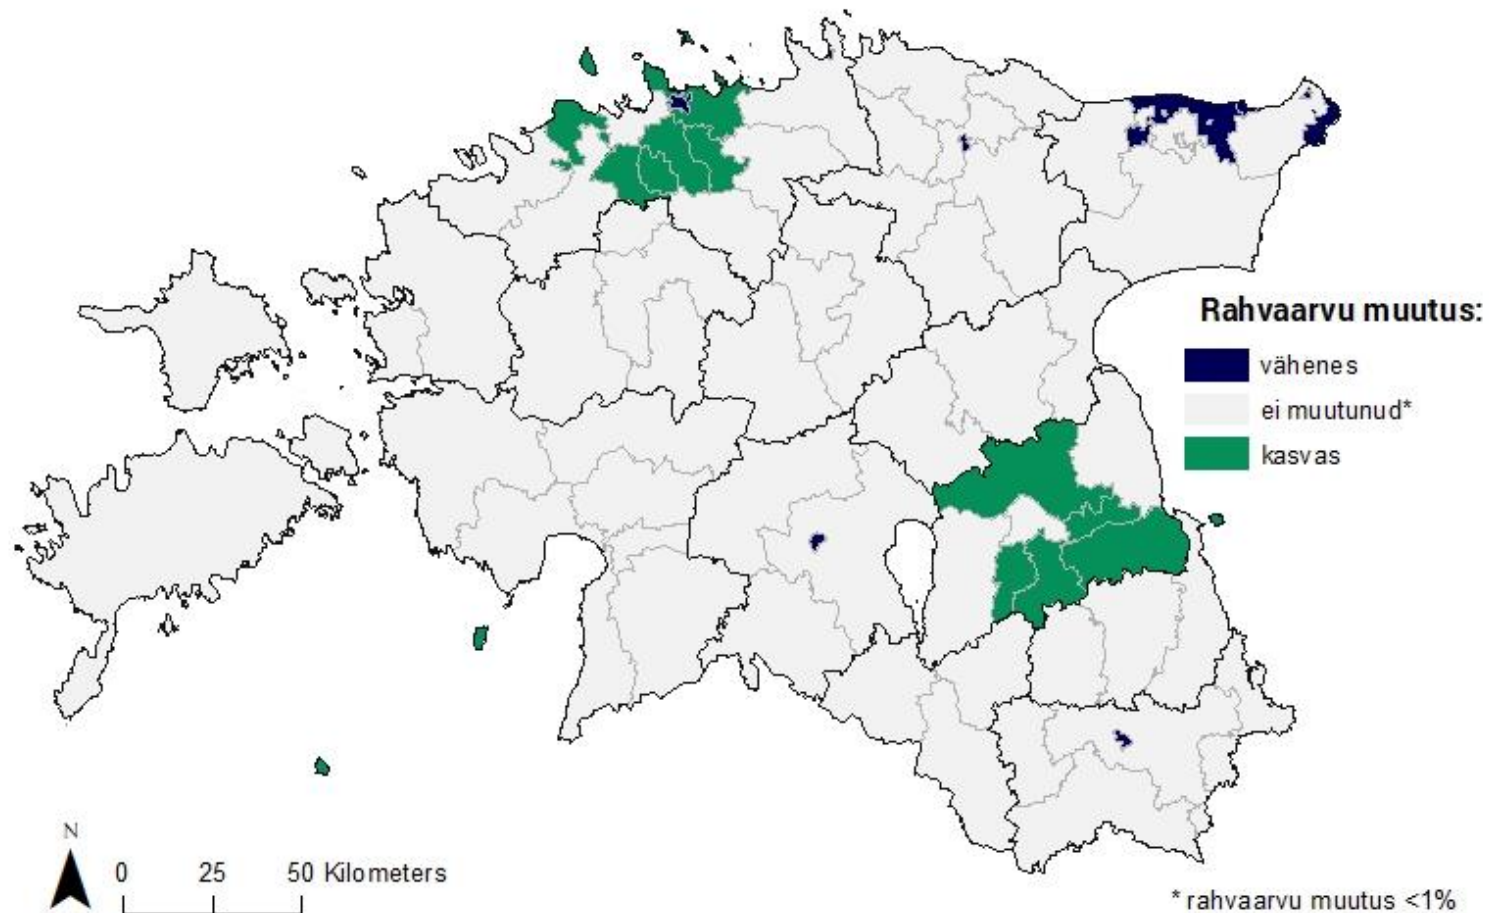 Rahvaarvu muutus:
vähenes
ei muutunud*
kasvas
N
0 25 50 Kilometers
* rahvaarvu muutus <1%